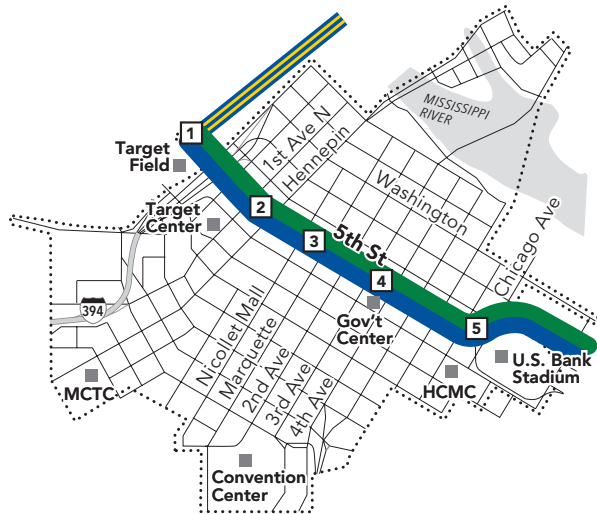 MISSISSIPPI
RIVER
1
1st Ave N
Hennepin
Target
Field
Washington
Target
Center
2
3
5th St
Chicago Ave
4
394
Gov't
Center
5
Nicollet Mall
Marquette
2nd Ave
3rd Ave
4th Ave
U.S. Bank
Stadium
MCTC
HCMC
Convention
Center